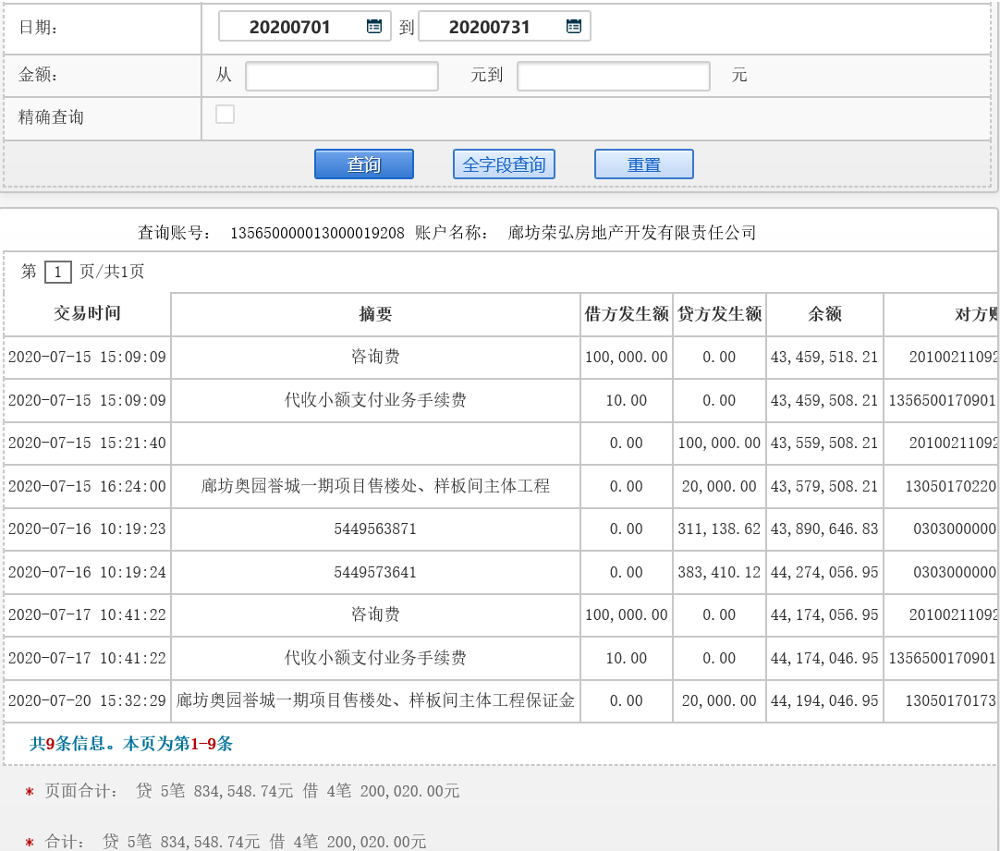 日期： 20200701 到 20200731
金额： 从 元到 元
精确查询
查询 全字段查询 重置
查询账号： 135650000013000019208 账户名称： 廊坊荣弘房地产开发有限责任公司
第 1 页/共1页
交易时间 摘要 借方发生额 贷方发生额 余额 对方账
2020-07-15 15:09:09 咨询费 100,000.00 0.00 43,459,518.21 20100211092
2020-07-15 15:09:09 代收小额支付业务手续费 10.00 0.00 43,459,508.21 1356500170901
2020-07-15 15:21:40 0.00 100,000.00 43,559,508.21 20100211092
2020-07-15 16:24:00 廊坊奥园誉城一期项目售楼处、样板间主体工程 0.00 20,000.00 43,579,508.21 13050170220
2020-07-16 10:19:23 5449563871 0.00 311,138.62 43,890,646.83 0303000000
2020-07-16 10:19:24 5449573641 0.00 383,410.12 44,274,056.95 0303000000
2020-07-17 10:41:22 咨询费 100,000.00 0.00 44,174,056.95 20100211092
2020-07-17 10:41:22 代收小额支付业务手续费 10.00 0.00 44,174,046.95 1356500170901
2020-07-20 15:32:29 廊坊奥园誉城一期项目售楼处、样板间主体工程保证金 0.00 20,000.00 44,194,046.95 13050170173
共9条信息。本页为第1-9条
* 页面合计： 贷 5笔 834,548.74元 借 4笔 200,020.00元
* 合计： 贷 5笔 834,548.74元 借 4笔 200,020.00元